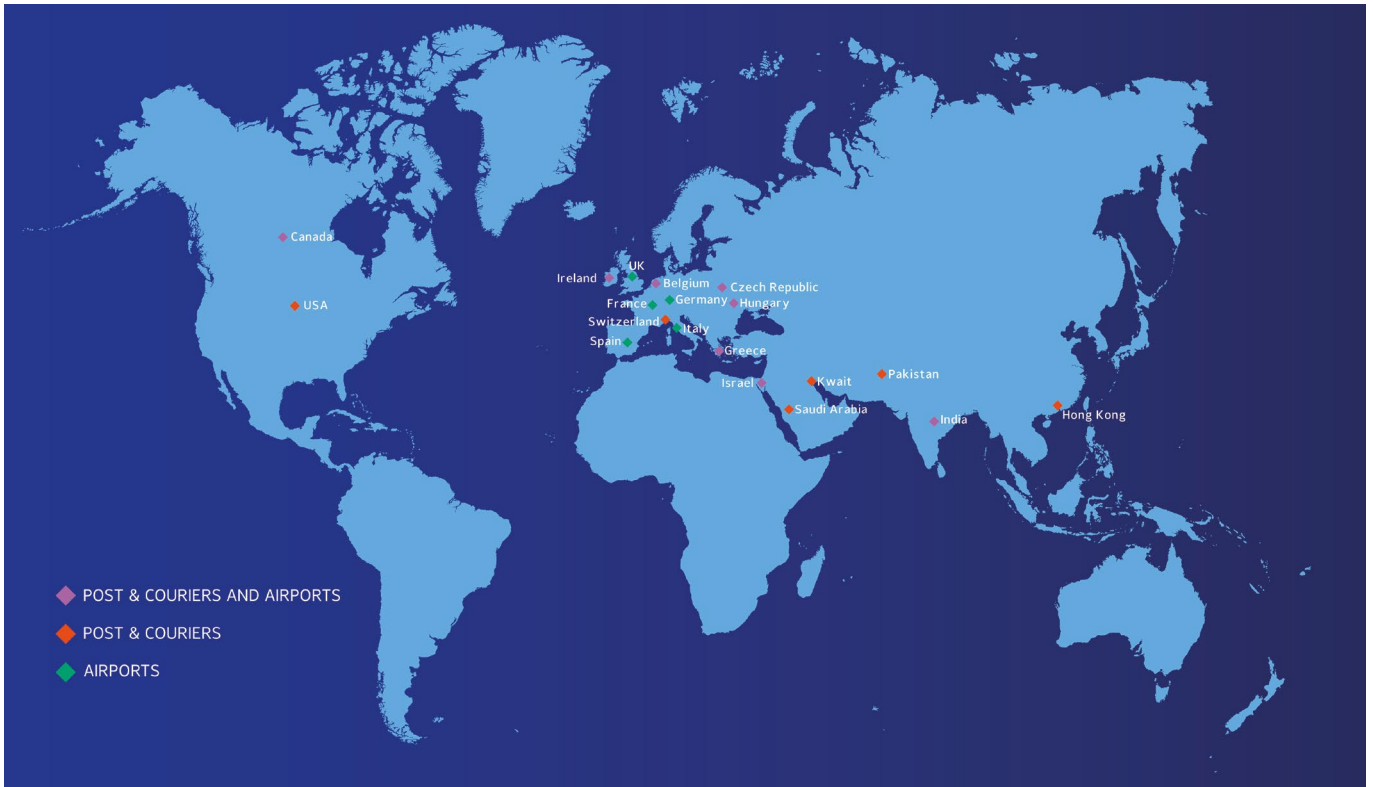 Canada
USA
UK
Ireland
Belgium
Czech Republic
Germany
France
Hungary
Switzerland
Italy
Spain
Greece
Israel
Kwait
Pakistan
Saudi Arabia
India
Hong Kong
POST & COURIERS AND AIRPORTS
POST & COURIERS
AIRPORTS